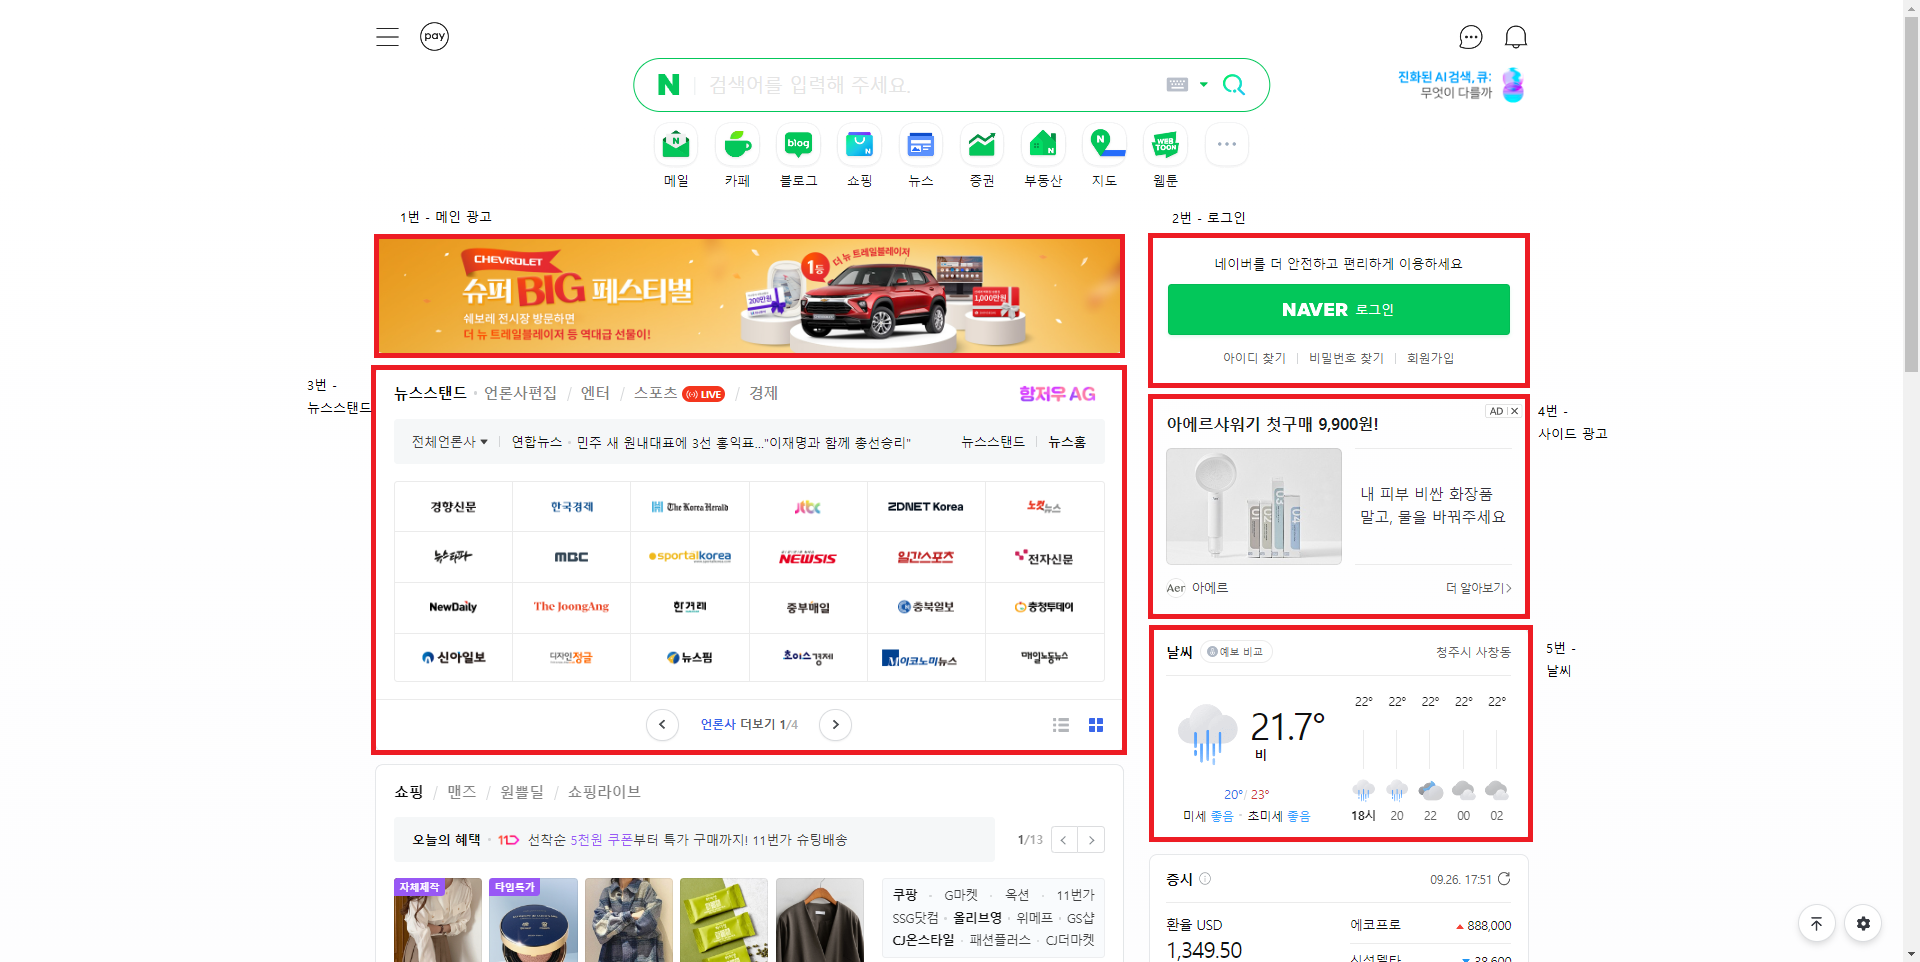 pay
진화된 AI검색, 큐:
무엇이 다를까
N 검색어를 입력해 주세요.
메일 카페 블로그 쇼핑 뉴스 증권 부동산 지도 웹툰
1번 - 메인 광고
CHEVROLET
슈퍼 BIG 페스티벌
쉐보레 전시장 방문하면
더 뉴 트레일블레이저 등 역대급 선물이!
1등 더 뉴 트레일블레이저
200만원
1,000만원
2번 - 로그인
네이버를 더 안전하고 편리하게 이용하세요
NAVER 로그인
아이디 찾기 비밀번호 찾기 회원가입
3번 -
뉴스스탠드
뉴스스탠드 · 언론사편집 / 엔터 / 스포츠 LIVE / 경제
항저우 AG
전체언론사 연합뉴스 · 민주 새 원내대표에 3선 홍익표..."이재명과 함께 총선승리" 뉴스스탠드 뉴스홈
경향신문 한국경제 The Korea Herald jtbc ZDNET Korea 노컷뉴스
뉴스타파 MBC sportalkorea NEWSIS 일간스포츠 전자신문
NewDaily The JoongAng 한겨레 중부매일 충북일보 충청투데이
신아일보 디자인정글 뉴스핌 초이스경제 이코노미뉴스 매일노동뉴스
언론사 더보기 1/4
4번 -
사이드 광고
AD
아에르샤워기 첫구매 9,900원!
내 피부 비싼 화장품
말고, 물을 바꿔주세요
Aer 아에르
더 알아보기
5번 -
날씨
날씨 예보 비교
청주시 사창동
21.7°
비
20°/ 23°
미세 좋음 · 초미세 좋음
22° 22° 22° 22° 22°
18시 20 22 00 02
쇼핑 / 맨즈 / 원쁠딜 / 쇼핑라이브
오늘의 혜택 · 11 선착순 5천원 쿠폰부터 특가 구매까지! 11번가 슈팅배송
1/13
자체제작
타임특가
쿠팡 · G마켓 · 옥션 · 11번가
SSG닷컴 · 올리브영 · 위메프 · GS샵
CJ온스타일 · 패션플러스 · CJ더마켓
증시
09.26. 17:51
환율 USD
1,349.50
에코프로 888,000
신성델타 38,600